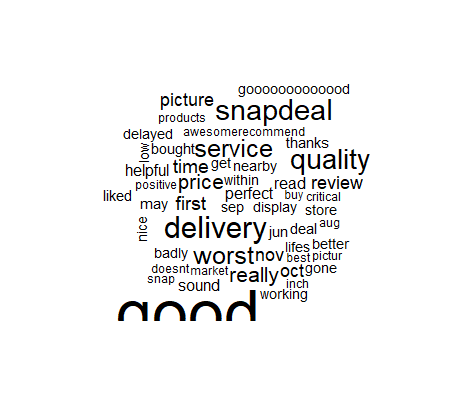 gooooooooooood
picture
snapdeal
products
delayed
awesomerecommend
low
bought
service
thanks
helpful
time
get
nearby
quality
positive
price
within
read
review
liked
perfect
buy
critical
may
first
sep
display
store
nice
delivery
jun
deal
aug
badly
worst
nov
lifes
better
best
pictur
doesnt
market
really
oct
gone
snap
sound
inch
working
good